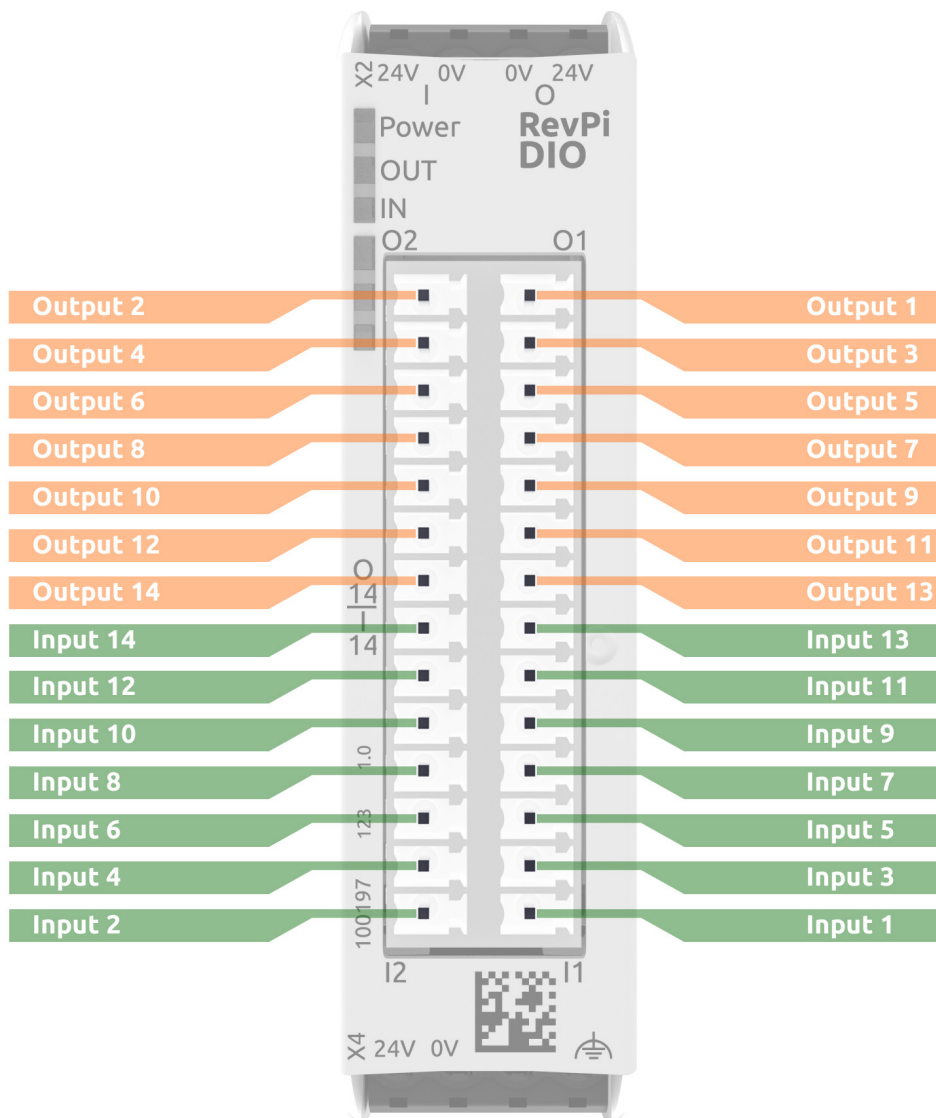 X2 24V 0V 0V 24V
I O
Power RevPi
OUT DIO
IN
O2 O1
Output 2 Output 1
Output 4 Output 3
Output 6 Output 5
Output 8 Output 7
Output 10 Output 9
Output 12 Output 11
Output 14 Output 13
O
14
I
14
Input 14 Input 13
Input 12 Input 11
Input 10 Input 9
1.0
Input 8 Input 7
123
Input 6 Input 5
Input 4 Input 3
100197
Input 2 Input 1
I2 I1
X4 24V 0V